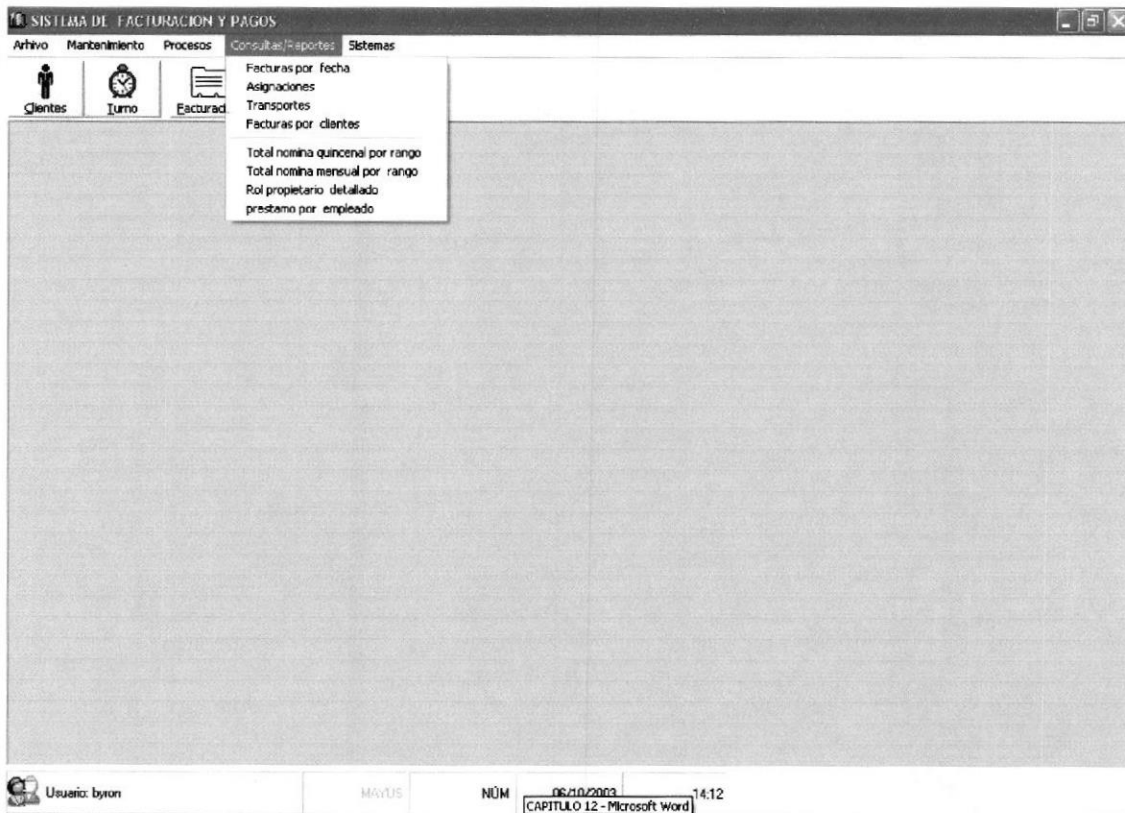 SISTEMA DE FACTURACION Y PAGOS
Arhivo Mantenimiento Procesos Consultas/Reportes Sistemas
Clientes Turno Facturad
Facturas por fecha
Asignaciones
Transportes
Facturas por clientes
Total nomina quincenal por rango
Total nomina mensual por rango
Rol propietario detallado
prestamo por empleado
Usuario: byron MAYUS NÚM 06/10/2003 14:12
CAPITULO 12 - Microsoft Word